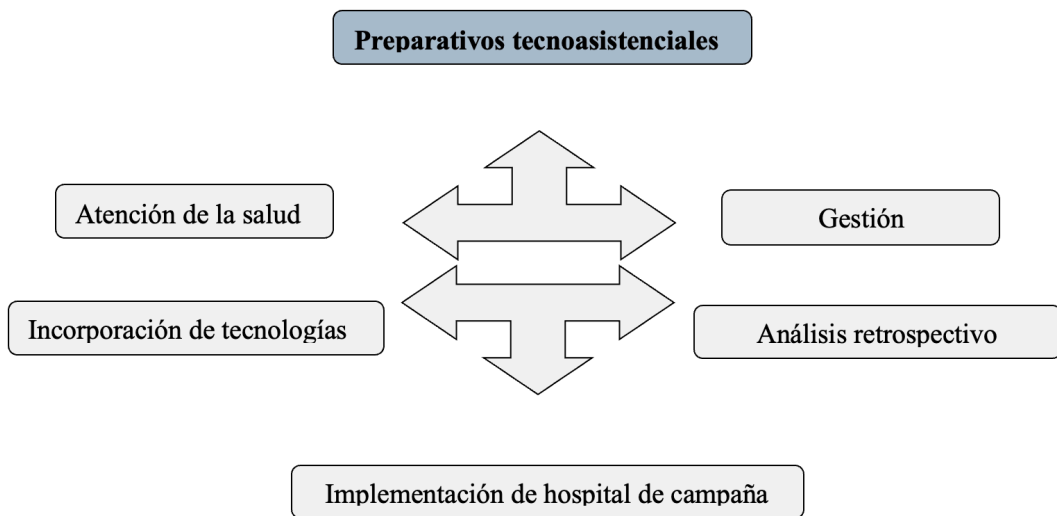 Preparativos tecnoasistenciales
Atención de la salud
Gestión
Incorporación de tecnologías
Análisis retrospectivo
Implementación de hospital de campaña